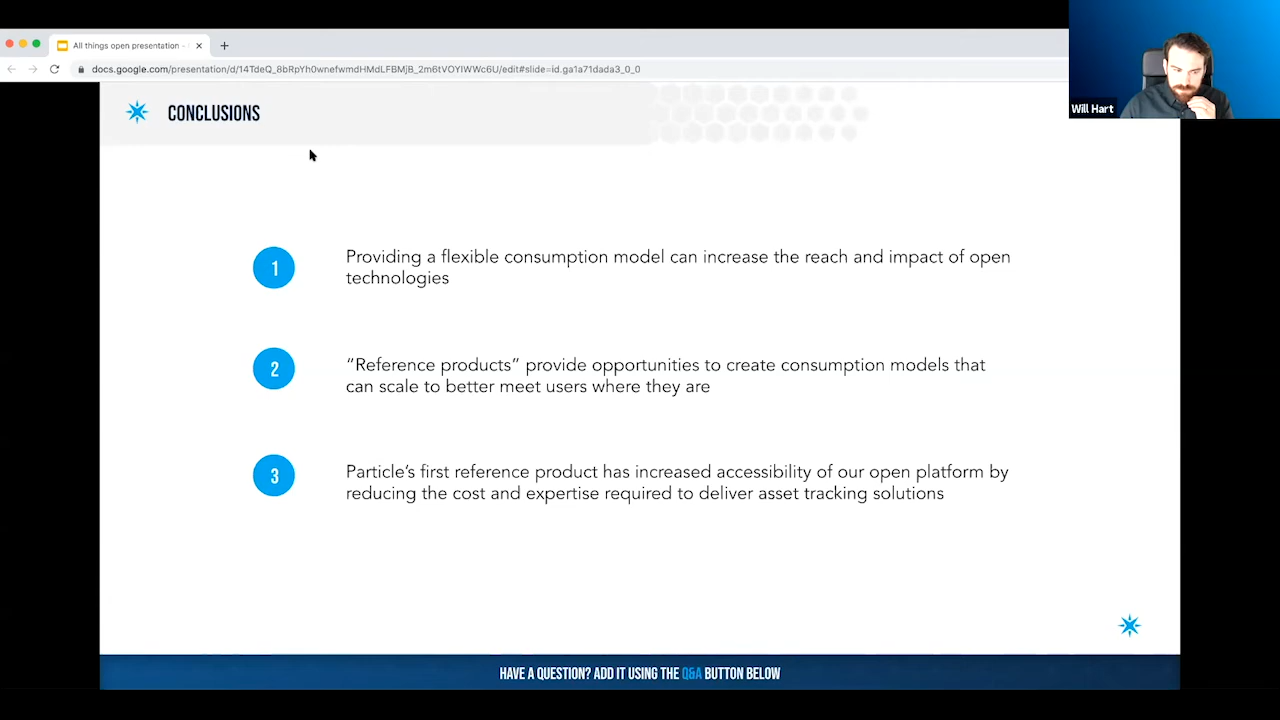 All things open presentation -
docs.google.com/presentation/d/14TdeQ_8bRpYh0wnefwmdHMdLFBMjB_2m6tVOYIWWc6U/edit#slide=id.ga1a71dada3_0_0
Will Hart
CONCLUSIONS
1
Providing a flexible consumption model can increase the reach and impact of open
technologies
2
“Reference products” provide opportunities to create consumption models that
can scale to better meet users where they are
3
Particle’s first reference product has increased accessibility of our open platform by
reducing the cost and expertise required to deliver asset tracking solutions
HAVE A QUESTION? ADD IT USING THE Q&A BUTTON BELOW